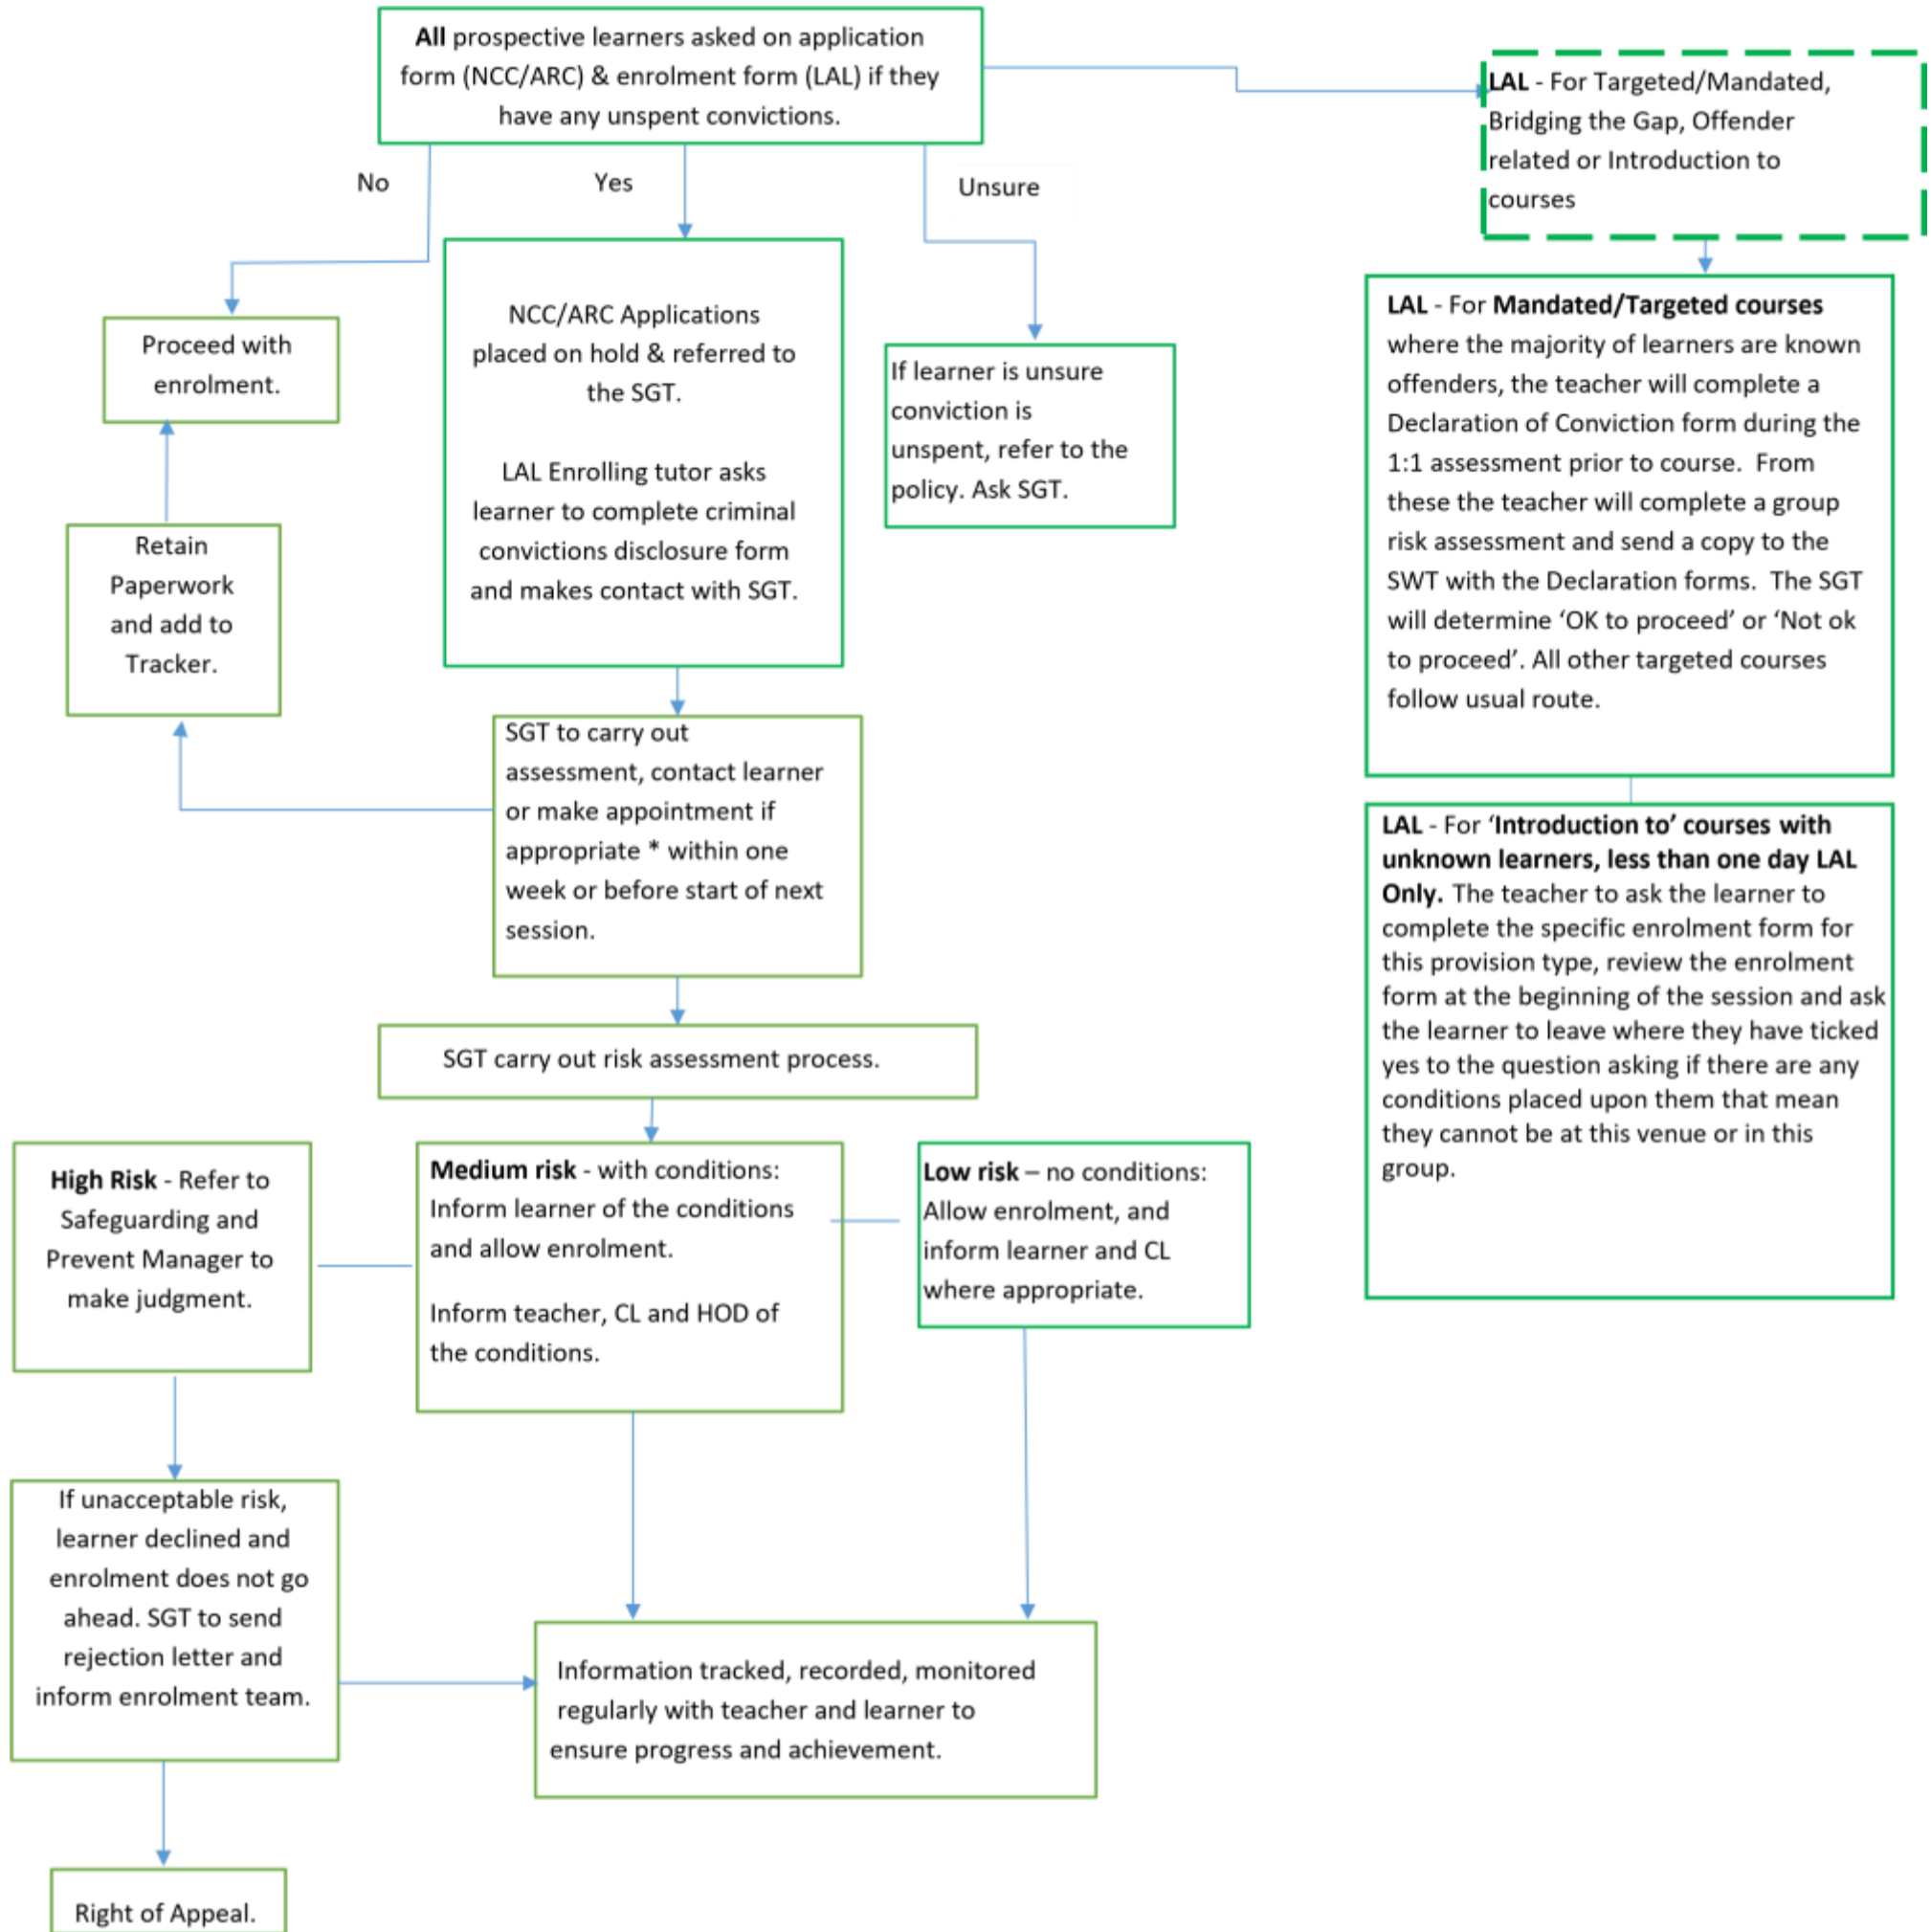 All prospective learners asked on application
form (NCC/ARC) & enrolment form (LAL) if they
have any unspent convictions.
LAL - For Targeted/Mandated,
Bridging the Gap, Offender
related or Introduction to
courses
No
Yes
Unsure
Proceed with
enrolment.
NCC/ARC Applications
placed on hold & referred to
the SGT.
LAL Enrolling tutor asks
learner to complete criminal
convictions disclosure form
and makes contact with SGT.
If learner is unsure
conviction is
unspent, refer to the
policy. Ask SGT.
LAL - For Mandated/Targeted courses
where the majority of learners are known
offenders, the teacher will complete a
Declaration of Conviction form during the
1:1 assessment prior to course. From
these the teacher will complete a group
risk assessment and send a copy to the
SWT with the Declaration forms. The SGT
will determine ‘OK to proceed’ or ‘Not ok
to proceed’. All other targeted courses
follow usual route.
Retain
Paperwork
and add to
Tracker.
SGT to carry out
assessment, contact learner
or make appointment if
appropriate * within one
week or before start of next
session.
LAL - For ‘Introduction to’ courses with
unknown learners, less than one day LAL
Only. The teacher to ask the learner to
complete the specific enrolment form for
this provision type, review the enrolment
form at the beginning of the session and ask
the learner to leave where they have ticked
yes to the question asking if there are any
conditions placed upon them that mean
they cannot be at this venue or in this
group.
SGT carry out risk assessment process.
High Risk - Refer to
Safeguarding and
Prevent Manager to
make judgment.
Medium risk - with conditions:
Inform learner of the conditions
and allow enrolment.
Inform teacher, CL and HOD of
the conditions.
Low risk – no conditions:
Allow enrolment, and
inform learner and CL
where appropriate.
If unacceptable risk,
learner declined and
enrolment does not go
ahead. SGT to send
rejection letter and
inform enrolment team.
Information tracked, recorded, monitored
regularly with teacher and learner to
ensure progress and achievement.
Right of Appeal.